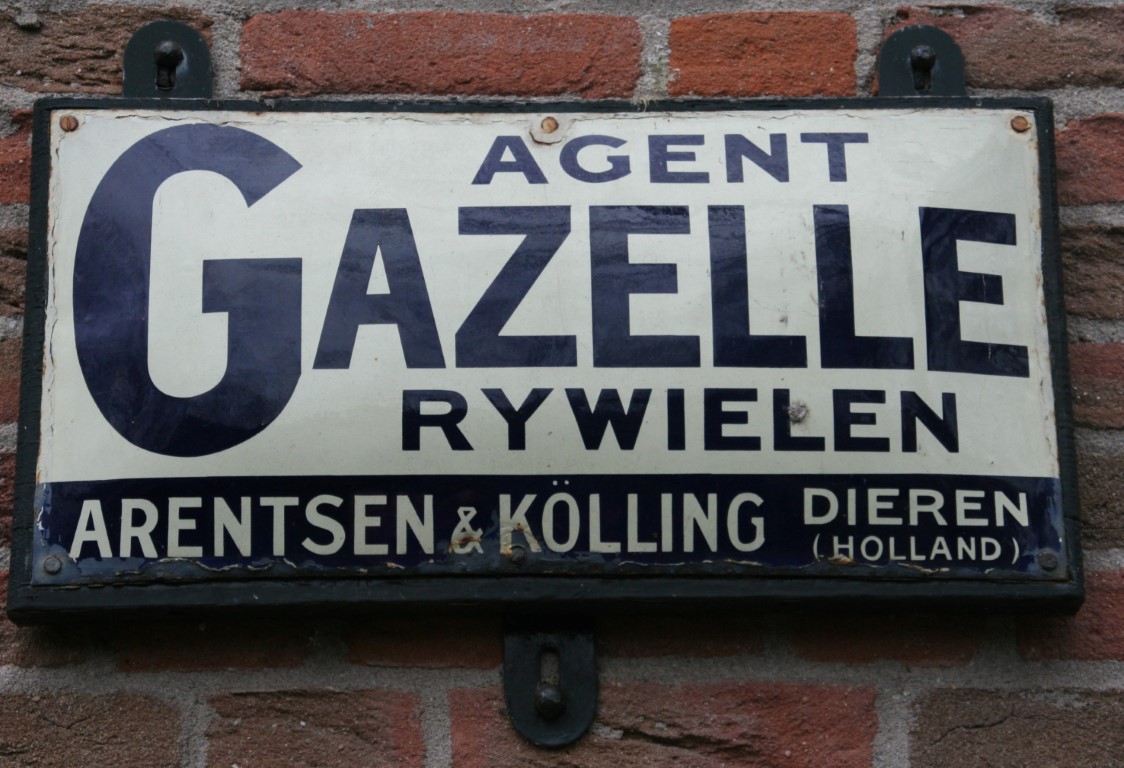 AGENT
GAZELLE
RYWIELEN
ARENTSEN & KÖLLING DIEREN
(HOLLAND)